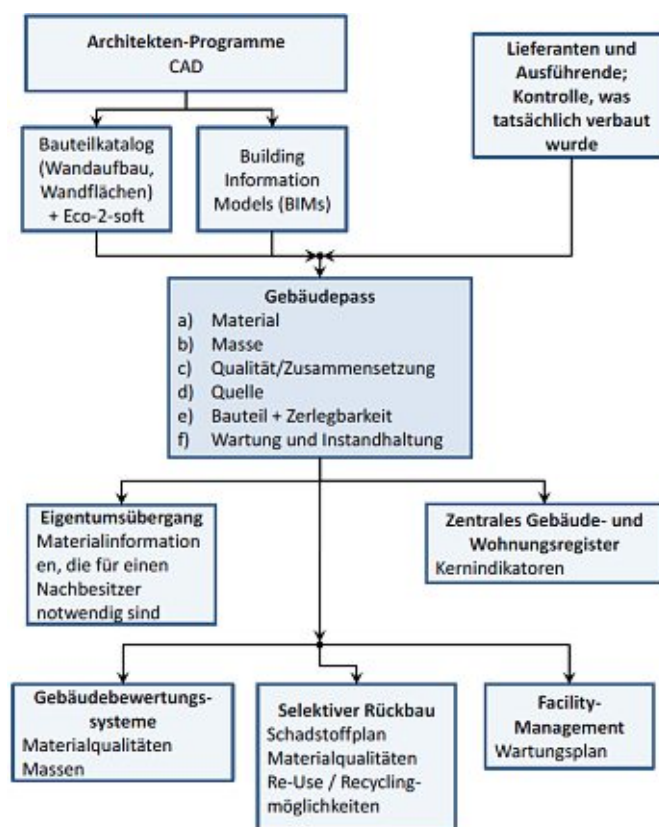 Architekten-Programme
CAD
Lieferanten und
Ausführende;
Kontrolle, was
tatsächlich verbaut
wurde
Bauteilkatalog
(Wandaufbau,
Wandflächen)
+ Eco-2-soft
Building
Information
Models (BIMs)
Gebäudepass
a) Material
b) Masse
c) Qualität/Zusammensetzung
d) Quelle
e) Bauteil + Zerlegbarkeit
f) Wartung und Instandhaltung
Eigentumsübergang
Materialinformation
en, die für einen
Nachbesitzer
notwendig sind
Zentrales Gebäude- und
Wohnungsregister
Kernindikatoren
Gebäudebewertungs-
systeme
Materialqualitäten
Massen
Selektiver Rückbau
Schadstoffplan
Materialqualitäten
Re-Use / Recycling-
möglichkeiten
Facility-
Management
Wartungsplan